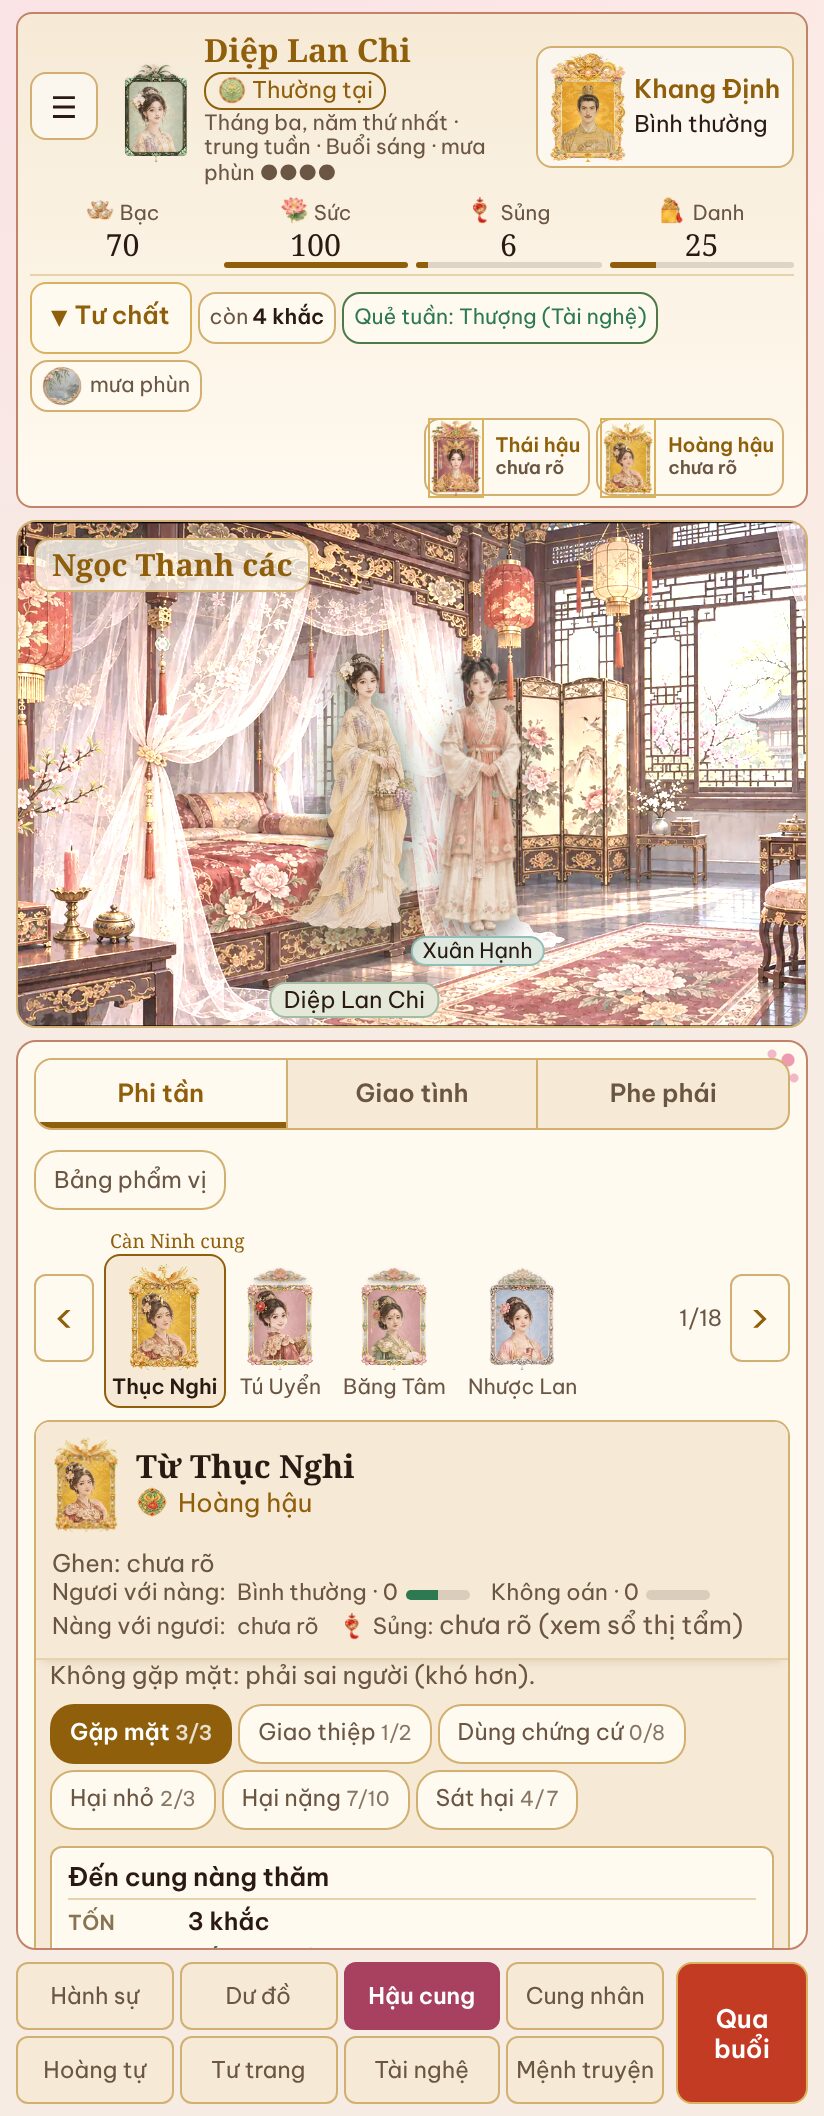 ☰
Diệp Lan Chi
Thường tại
Tháng ba, năm thứ nhất ·
trung tuần · Buổi sáng · mưa
phùn ●●●●
Khang Định
Bình thường
Bạc
70
Sức
100
Sủng
6
Danh
25
▼ Tư chất
còn 4 khắc
Quẻ tuần: Thượng (Tài nghệ)
mưa phùn
Thái hậu
chưa rõ
Hoàng hậu
chưa rõ
Ngọc Thanh các
Xuân Hạnh
Diệp Lan Chi
Phi tần
Giao tình
Phe phái
Bảng phẩm vị
Càn Ninh cung
‹
Thục Nghi
Tú Uyển
Băng Tâm
Nhược Lan
1/18
›
Từ Thục Nghi
Hoàng hậu
Ghen: chưa rõ
Ngươi với nàng: Bình thường · 0 Không oán · 0
Nàng với ngươi: chưa rõ Sủng: chưa rõ (xem sổ thị tẩm)
Không gặp mặt: phải sai người (khó hơn).
Gặp mặt 3/3
Giao thiệp 1/2
Dùng chứng cứ 0/8
Hại nhỏ 2/3
Hại nặng 7/10
Sát hại 4/7
Đến cung nàng thăm
TỐN 3 khắc
Hành sự
Dư đồ
Hậu cung
Cung nhân
Qua
buổi
Hoàng tự
Tư trang
Tài nghệ
Mệnh truyện